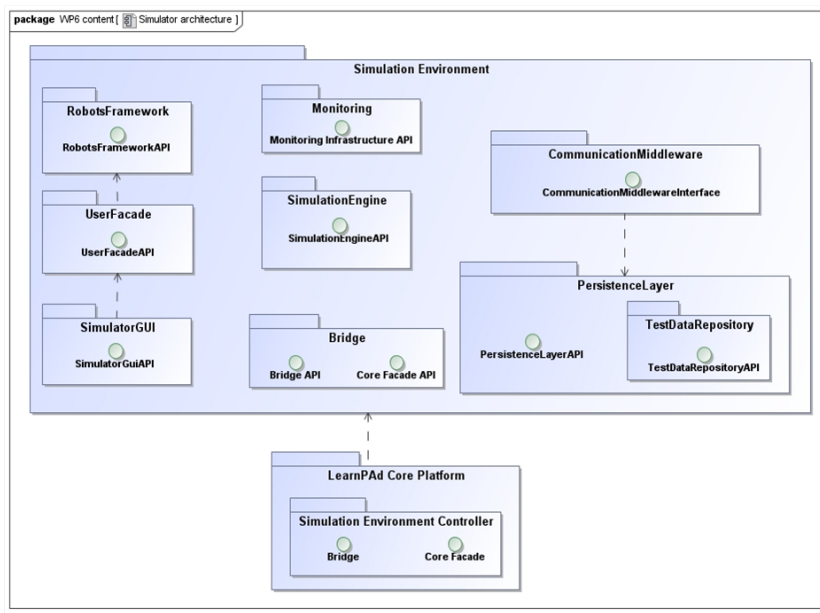 package WP6 content[ Simulator architecture ]
Simulation Environment
RobotsFramework
RobotsFrameworkAPI
Monitoring
Monitoring Infrastructure API
CommunicationMiddleware
CommunicationMiddlewareInterface
UserFacade
UserFacadeAPI
SimulationEngine
SimulationEngineAPI
PersistenceLayer
PersistenceLayerAPI
TestDataRepository
TestDataRepositoryAPI
SimulatorGUI
SimulatorGuiAPI
Bridge
Bridge API
Core Facade API
LearnPAd Core Platform
Simulation Environment Controller
Bridge
Core Facade